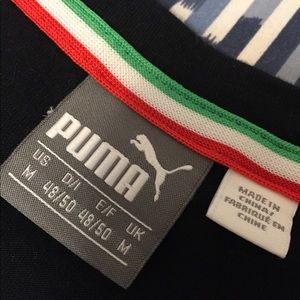 PUMA
US D/I E/F UK
M 48/50 48/50 M
MADE IN
CHINA/
FABRIQUÉ EN
CHINE